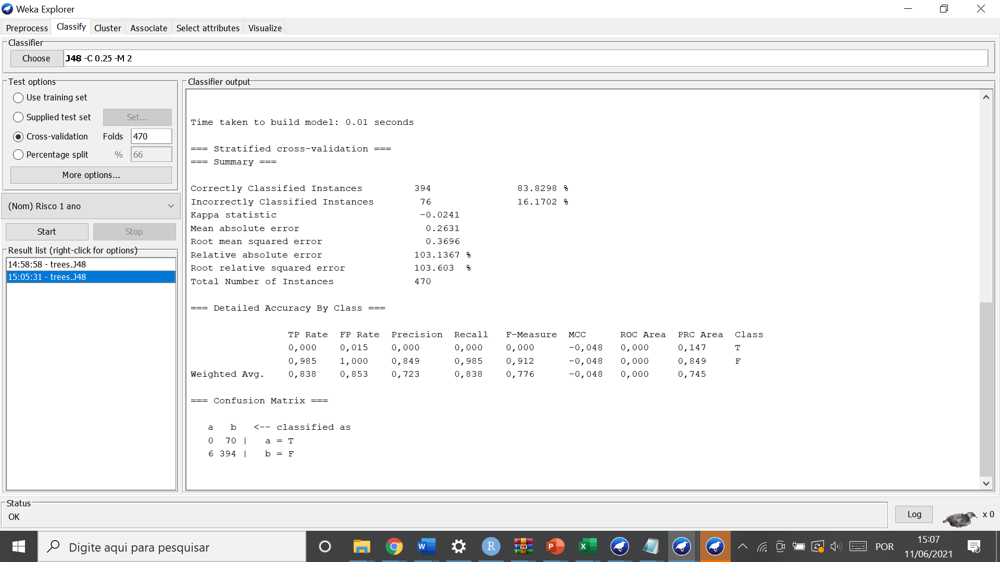 Weka Explorer
Preprocess Classify Cluster Associate Select attributes Visualize
Classifier
Choose J48 -C 0.25 -M 2
Test options
Use training set
Supplied test set Set...
Cross-validation Folds 470
Percentage split % 66
More options...
(Nom) Risco 1 ano
Start Stop
Result list (right-click for options)
14:58:58 - trees.J48
15:05:31 - trees.J48
Classifier output
Time taken to build model: 0.01 seconds
=== Stratified cross-validation ===
=== Summary ===
Correctly Classified Instances 394 83.8298 %
Incorrectly Classified Instances 76 16.1702 %
Kappa statistic -0.0241
Mean absolute error 0.2631
Root mean squared error 0.3696
Relative absolute error 103.1367 %
Root relative squared error 103.603 %
Total Number of Instances 470
=== Detailed Accuracy By Class ===
TP Rate FP Rate Precision Recall F-Measure MCC ROC Area PRC Area Class
0,000 0,015 0,000 0,000 0,000 -0,048 0,000 0,147 T
0,985 1,000 0,849 0,985 0,912 -0,048 0,000 0,849 F
Weighted Avg. 0,838 0,853 0,723 0,838 0,776 -0,048 0,000 0,745
=== Confusion Matrix ===
a b <-- classified as
0 70 | a = T
6 394 | b = F
Status
OK
Log x 0
Digite aqui para pesquisar
POR
15:07
11/06/2021